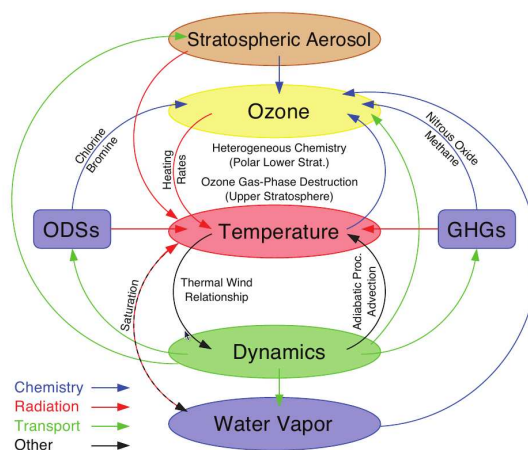 Stratospheric Aerosol
Ozone
Chlorine
Bromine
Heating
Rates
Heterogeneous Chemistry
(Polar Lower Strat.)
Ozone Gas-Phase Destruction
(Upper Stratosphere)
Nitrous Oxide
Methane
ODSs
Temperature
GHGs
Saturation
Thermal Wind
Relationship
Adiabatic Proc.
Advection
Dynamics
Water Vapor
Chemistry
Radiation
Transport
Other